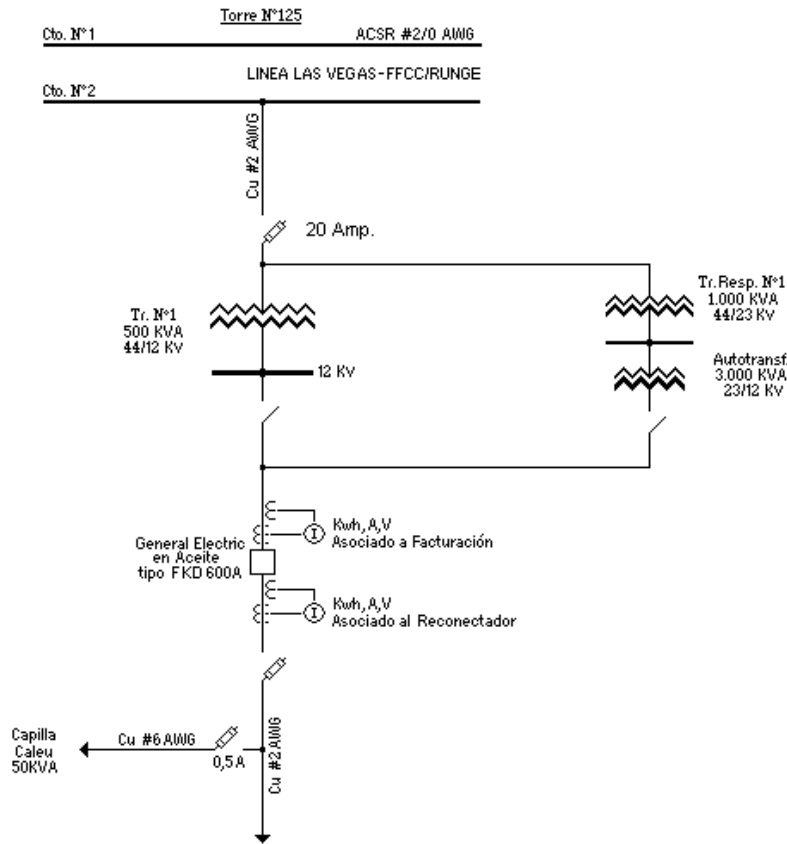 Torre N°125
Cto. N°1
ACSR #2/0 AWG
LINEA LAS VEGAS-FFCC/RUNGE
Cto. N°2
Cu #2 AWG
20 Amp.
Tr. N°1
500 KVA
44/12 KV
Tr.Resp. N°1
1.000 KVA
44/23 KV
12 KV
Autotransf.
3.000 KVA
23/12 KV
General Electric
en Aceite
tipo FKD 600A
I
Kwh, A,V
Asociado a Facturación
I
Kwh, A,V
Asociado al Reconectador
Capilla
Caleu
50KVA
Cu #6 AWG
0,5 A
Cu #2 AWG